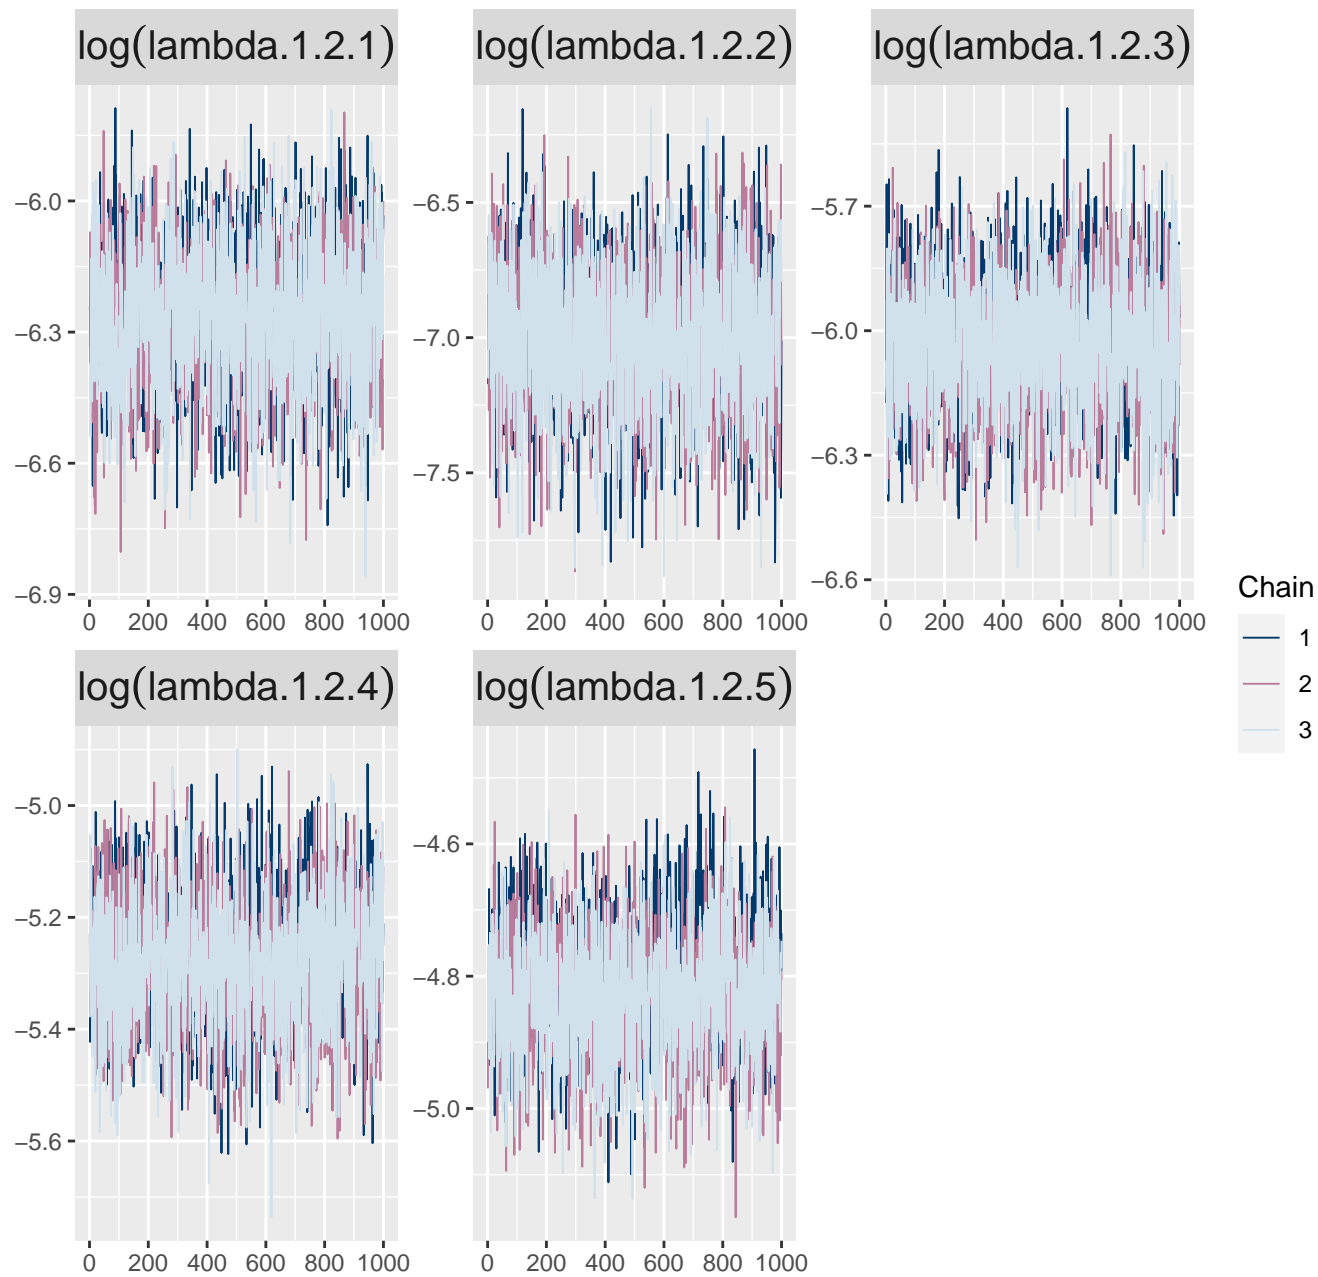 log(lambda.1.2.1)
log(lambda.1.2.2)
log(lambda.1.2.3)
−6.0
−6.3
−6.6
−6.9
−6.5
−7.0
−7.5
−5.7
−6.0
−6.3
−6.6
0 200 400 600 800 1000
0 200 400 600 800 1000
0 200 400 600 800 1000
log(lambda.1.2.4)
log(lambda.1.2.5)
−5.0
−5.2
−5.4
−5.6
−4.6
−4.8
−5.0
0 200 400 600 800 1000
0 200 400 600 800 1000
Chain
1
2
3